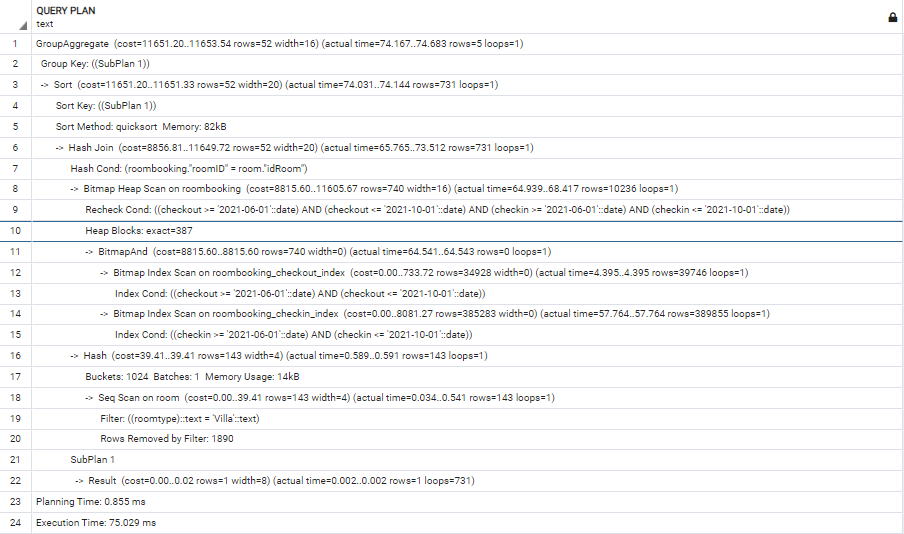 QUERY PLAN
text
1 GroupAggregate (cost=11651.20..11653.54 rows=52 width=16) (actual time=74.167..74.683 rows=5 loops=1)
2 Group Key: ((SubPlan 1))
3 -> Sort (cost=11651.20..11651.33 rows=52 width=20) (actual time=74.031..74.144 rows=731 loops=1)
4 Sort Key: ((SubPlan 1))
5 Sort Method: quicksort Memory: 82kB
6 -> Hash Join (cost=8856.81..11649.72 rows=52 width=20) (actual time=65.765..73.512 rows=731 loops=1)
7 Hash Cond: (roombooking."roomID" = room."idRoom")
8 -> Bitmap Heap Scan on roombooking (cost=8815.60..11605.67 rows=740 width=16) (actual time=64.939..68.417 rows=10236 loops=1)
9 Recheck Cond: ((checkout >= '2021-06-01'::date) AND (checkout <= '2021-10-01'::date) AND (checkin >= '2021-06-01'::date) AND (checkin <= '2021-10-01'::date))
10 Heap Blocks: exact=387
11 -> BitmapAnd (cost=8815.60..8815.60 rows=740 width=0) (actual time=64.541..64.543 rows=0 loops=1)
12 -> Bitmap Index Scan on roombooking_checkout_index (cost=0.00..733.72 rows=34928 width=0) (actual time=4.395..4.395 rows=39746 loops=1)
13 Index Cond: ((checkout >= '2021-06-01'::date) AND (checkout <= '2021-10-01'::date))
14 -> Bitmap Index Scan on roombooking_checkin_index (cost=0.00..8081.27 rows=385283 width=0) (actual time=57.764..57.764 rows=389855 loops=1)
15 Index Cond: ((checkin >= '2021-06-01'::date) AND (checkin <= '2021-10-01'::date))
16 -> Hash (cost=39.41..39.41 rows=143 width=4) (actual time=0.589..0.591 rows=143 loops=1)
17 Buckets: 1024 Batches: 1 Memory Usage: 14kB
18 -> Seq Scan on room (cost=0.00..39.41 rows=143 width=4) (actual time=0.034..0.541 rows=143 loops=1)
19 Filter: ((roomtype)::text = 'Villa'::text)
20 Rows Removed by Filter: 1890
21 SubPlan 1
22 -> Result (cost=0.00..0.02 rows=1 width=8) (actual time=0.002..0.002 rows=1 loops=731)
23 Planning Time: 0.855 ms
24 Execution Time: 75.029 ms